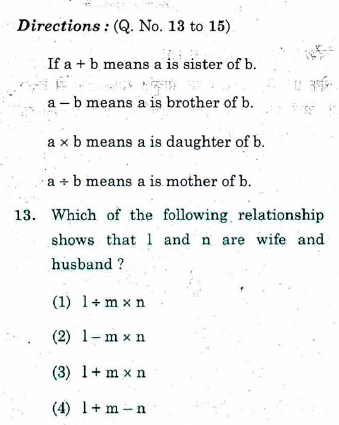 Directions : (Q. No. 13 to 15)
If a + b means a is sister of b.
a – b means a is brother of b.
a × b means a is daughter of b.
a ÷ b means a is mother of b.
13. Which of the following relationship
shows that l and n are wife and
husband ?
(1) l ÷ m × n
(2) l – m × n
(3) l + m × n
(4) l + m – n